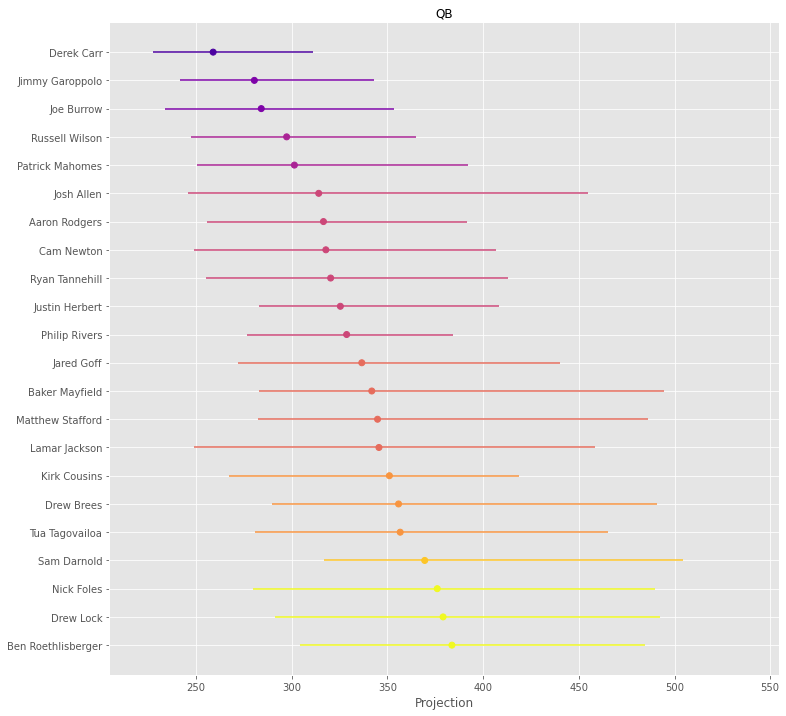 QB
Derek Carr
Jimmy Garoppolo
Joe Burrow
Russell Wilson
Patrick Mahomes
Josh Allen
Aaron Rodgers
Cam Newton
Ryan Tannehill
Justin Herbert
Philip Rivers
Jared Goff
Baker Mayfield
Matthew Stafford
Lamar Jackson
Kirk Cousins
Drew Brees
Tua Tagovailoa
Sam Darnold
Nick Foles
Drew Lock
Ben Roethlisberger
250 300 350 400 450 500 550
Projection